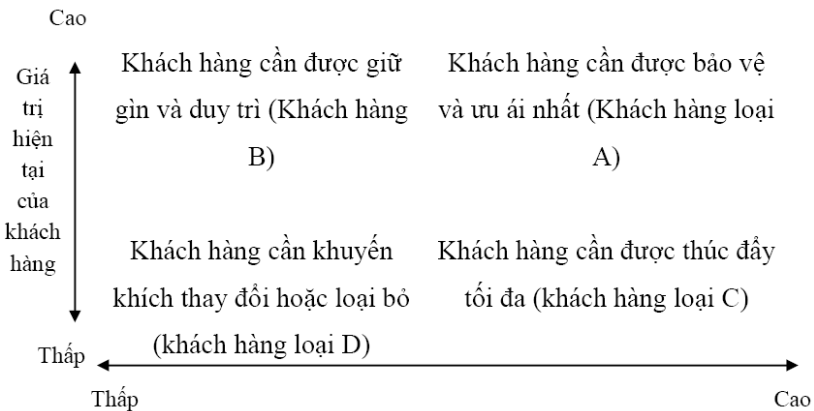 Cao
Giá
trị
hiện
tại
của
khách
hàng
Khách hàng cần được giữ
gìn và duy trì (Khách hàng
B)
Khách hàng cần được bảo vệ
và ưu ái nhất (Khách hàng loại
A)
Khách hàng cần khuyến
khích thay đổi hoặc loại bỏ
(khách hàng loại D)
Khách hàng cần được thúc đẩy
tối đa (khách hàng loại C)
Thấp
Thấp
Cao